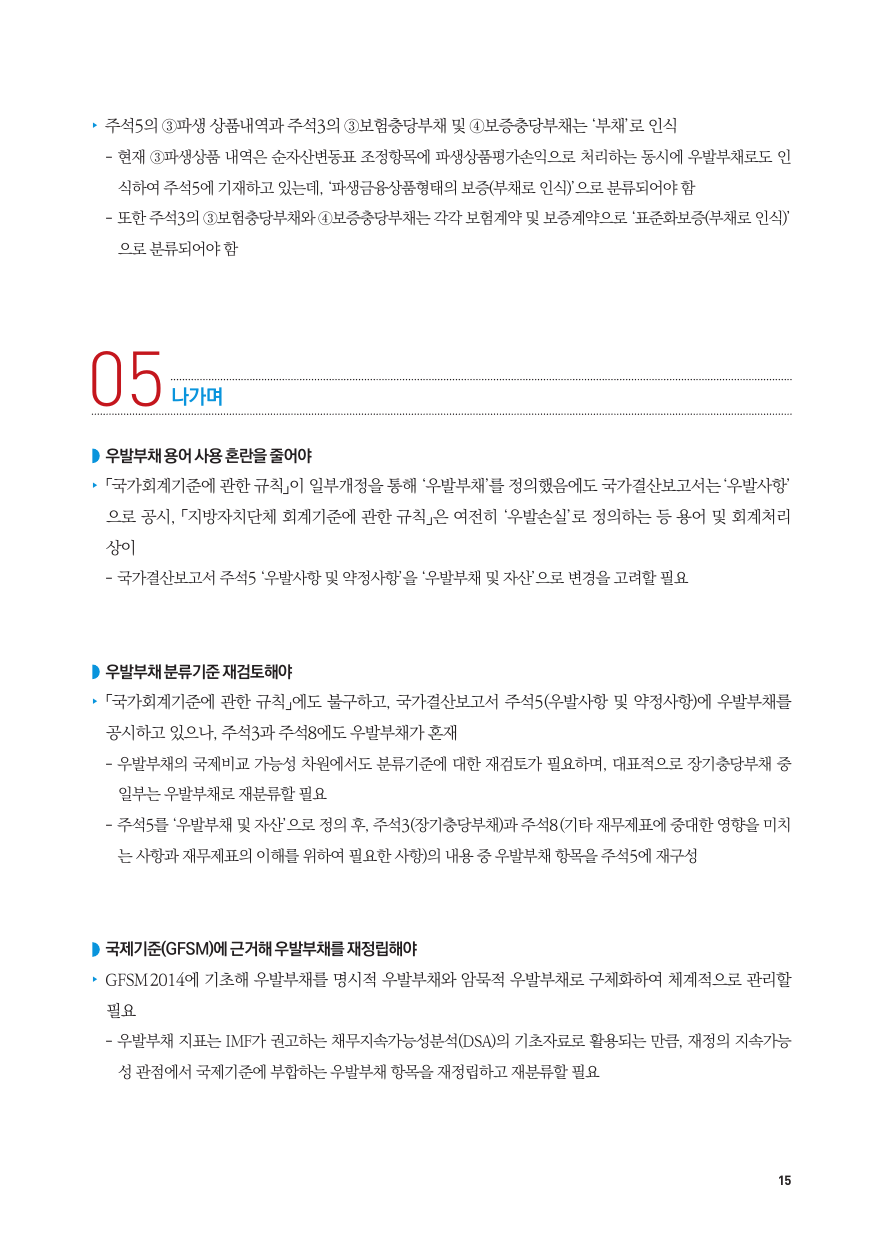 ‣ 주석5의 ③파생 상품내역과 주석3의 ③보험충당부채 및 ④보증충당부채는 ‘부채’로 인식
- 현재 ③파생상품 내역은 순자산변동표 조정항목에 파생상품평가손익으로 처리하는 동시에 우발부채로도 인
식하여 주석5에 기재하고 있는데, ‘파생금융상품형태의 보증(부채로 인식)’으로 분류되어야 함
- 또한 주석3의 ③보험충당부채와 ④보증충당부채는 각각 보험계약 및 보증계약으로 ‘표준화보증(부채로 인식)’
으로 분류되어야 함
05 나가며
◗ 우발부채 용어 사용 혼란을 줄어야
‣ 「국가회계기준에 관한 규칙」이 일부개정을 통해 ‘우발부채’를 정의했음에도 국가결산보고서는 ‘우발사항’
으로 공시, 「지방자치단체 회계기준에 관한 규칙」은 여전히 ‘우발손실’로 정의하는 등 용어 및 회계처리
상이
- 국가결산보고서 주석5 ‘우발사항 및 약정사항’을 ‘우발부채 및 자산’으로 변경을 고려할 필요
◗ 우발부채 분류기준 재검토해야
‣ 「국가회계기준에 관한 규칙」에도 불구하고, 국가결산보고서 주석5(우발사항 및 약정사항)에 우발부채를
공시하고 있으나, 주석3과 주석8에도 우발부채가 혼재
- 우발부채의 국제비교 가능성 차원에서도 분류기준에 대한 재검토가 필요하며, 대표적으로 장기충당부채 중
일부는 우발부채로 재분류할 필요
- 주석5를 ‘우발부채 및 자산’으로 정의 후, 주석3(장기충당부채)과 주석8(기타 재무제표에 중대한 영향을 미치
는 사항과 재무제표의 이해를 위하여 필요한 사항)의 내용 중 우발부채 항목을 주석5에 재구성
◗ 국제기준(GFSM)에 근거해 우발부채를 재정립해야
‣ GFSM 2014에 기초해 우발부채를 명시적 우발부채와 암묵적 우발부채로 구체화하여 체계적으로 관리할
필요
- 우발부채 지표는 IMF가 권고하는 채무지속가능성분석(DSA)의 기초자료로 활용되는 만큼, 재정의 지속가능
성 관점에서 국제기준에 부합하는 우발부채 항목을 재정립하고 재분류할 필요
15